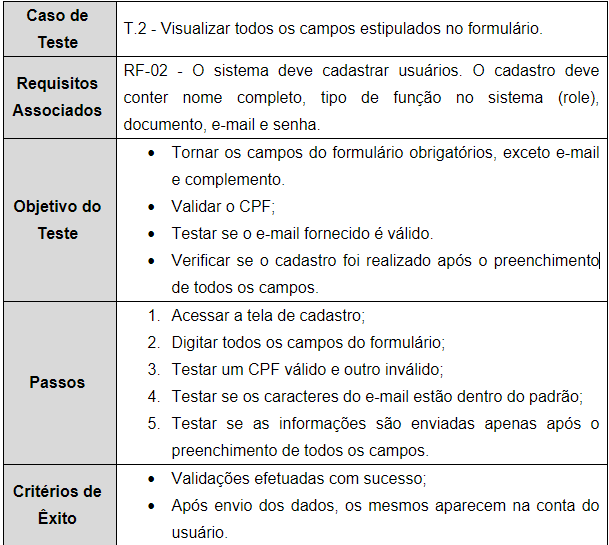 Caso de
Teste
T.2 - Visualizar todos os campos estipulados no formulário.
Requisitos
Associados
RF-02 - O sistema deve cadastrar usuários. O cadastro deve
conter nome completo, tipo de função no sistema (role),
documento, e-mail e senha.
Objetivo do
Teste
• Tornar os campos do formulário obrigatórios, exceto e-mail
e complemento.
• Validar o CPF;
• Testar se o e-mail fornecido é válido.
• Verificar se o cadastro foi realizado após o preenchimento
de todos os campos.
Passos
1. Acessar a tela de cadastro;
2. Digitar todos os campos do formulário;
3. Testar um CPF válido e outro inválido;
4. Testar se os caracteres do e-mail estão dentro do padrão;
5. Testar se as informações são enviadas apenas após o
preenchimento de todos os campos.
Critérios de
Êxito
• Validações efetuadas com sucesso;
• Após envio dos dados, os mesmos aparecem na conta do
usuário.